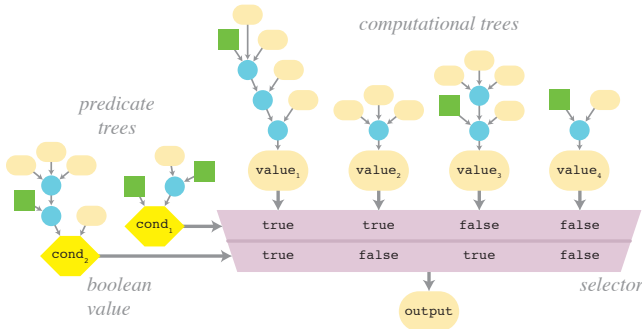 computational trees
predicate
trees
value₁ value₂ value₃ value₄
cond₁ true true false false
cond₂ true false true false
boolean
value
selector
output